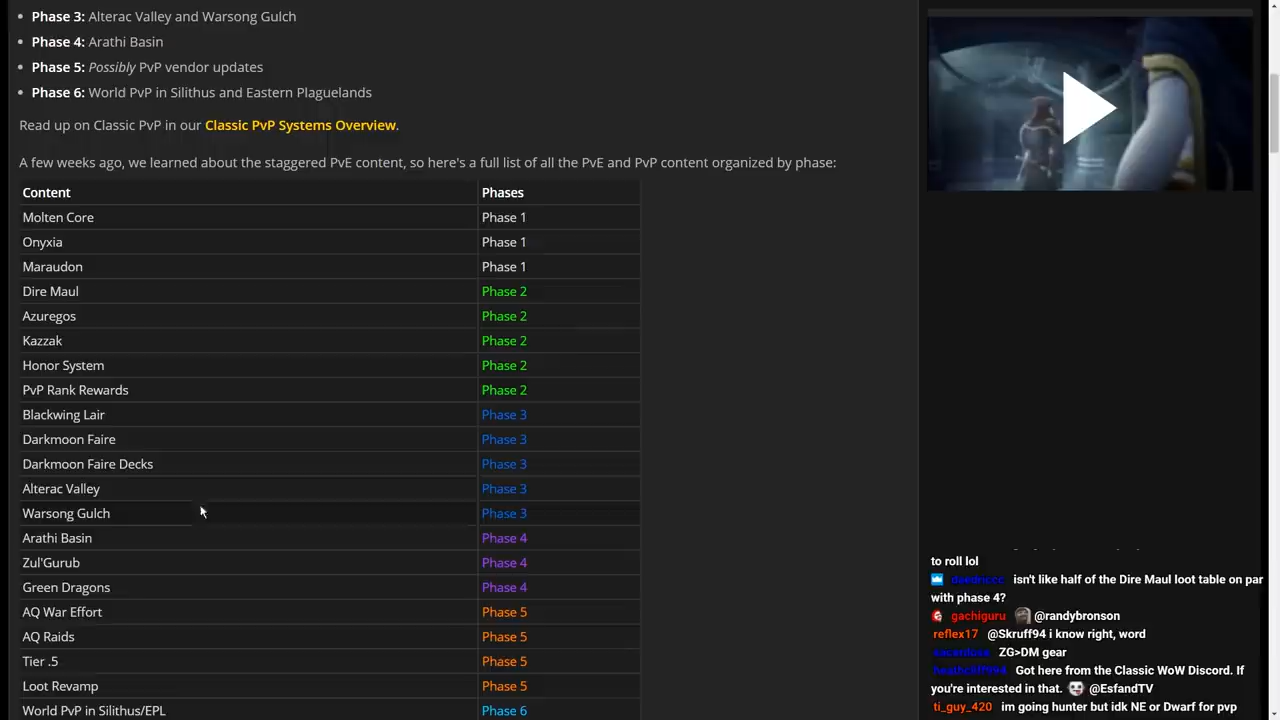 Phase 3: Alterac Valley and Warsong Gulch
Phase 4: Arathi Basin
Phase 5: Possibly PvP vendor updates
Phase 6: World PvP in Silithus and Eastern Plaguelands
Read up on Classic PvP in our Classic PvP Systems Overview.
A few weeks ago, we learned about the staggered PvE content, so here's a full list of all the PvE and PvP content organized by phase:
Content Phases
Molten Core Phase 1
Onyxia Phase 1
Maraudon Phase 1
Dire Maul Phase 2
Azuregos Phase 2
Kazzak Phase 2
Honor System Phase 2
PvP Rank Rewards Phase 2
Blackwing Lair Phase 3
Darkmoon Faire Phase 3
Darkmoon Faire Decks Phase 3
Alterac Valley Phase 3
Warsong Gulch Phase 3
Arathi Basin Phase 4
Zul'Gurub Phase 4
Green Dragons Phase 4
AQ War Effort Phase 5
AQ Raids Phase 5
Tier .5 Phase 5
Loot Revamp Phase 5
World PvP in Silithus/EPL Phase 6
to roll lol
isn't like half of the Dire Maul loot table on par
with phase 4?
gachiguru @randybronson
reflex17 @Skruff94 i know right, word
ZG>DM gear
Got here from the Classic WoW Discord. If
you're interested in that. @EsfandTV
ti_guy_420 im going hunter but idk NE or Dwarf for pvp